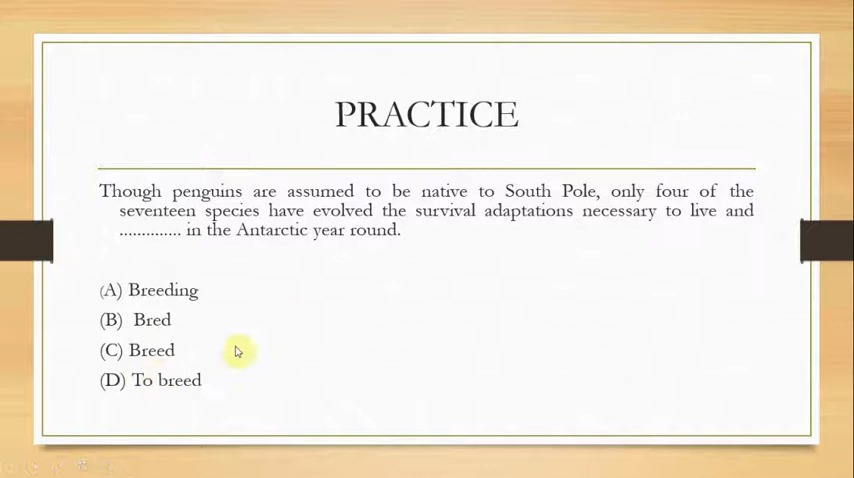 PRACTICE
Though penguins are assumed to be native to South Pole, only four of the
seventeen species have evolved the survival adaptations necessary to live and
.............. in the Antarctic year round.
(A) Breeding
(B) Bred
(C) Breed
(D) To breed